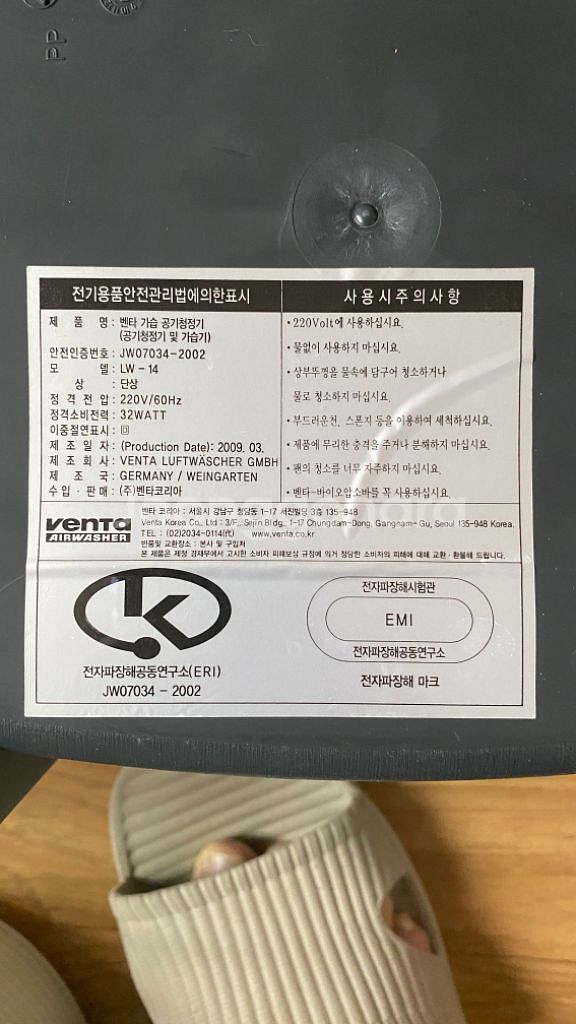 PP
전기용품안전관리법에의한표시
제 품 명 : 벤타 가습 공기청정기
(공기청정기 및 가습기)
안전인증번호 : JW07034-2002
모 델 : LW - 14
상 : 단상
정 격 전 압 : 220V/60Hz
정격소비전력 : 32WATT
이중절연표시 : 回
제 조 일 자 : (Production Date): 2009. 03.
제 조 회 사 : VENTA LUFTWÄSCHER GMBH
제 조 국 : GERMANY / WEINGARTEN
수 입 · 판 매 : (주)벤타코리아
사 용 시 주 의 사 항
· 220Volt에 사용하십시요.
· 물없이 사용하지 마십시요.
· 상부뚜껑을 물속에 담구어 청소하거나
물로 청소하지 마십시요.
· 부드러운천, 스폰지 등을 이용하여 세척하십시요.
· 제품에 무리한 충격을 주거나 분해하지 마십시요.
· 팬의 청소를 너무 자주하지 마십시요.
· 벤타-바이오압소바를 꼭 사용하십시요.
venta
AIRWASHER
벤타 코리아 : 서울시 강남구 청담동 1-17 서진빌딩 3층 135-948
Venta Korea Co., Ltd : 3/F, Sejin Bldg, 1-17 Chungdam-Dong, Gangnam-Gu, Seoul 135-948 Korea.
TEL : (02)2034-0114(代) www.venta.co.kr
반품및 교환장소 : 본사 및 구입처
본 제품은 재정 경제부에서 고시한 소비자 피해보상 규정에 의거 정당한 소비자의 피해에 대해 교환·환불해 드립니다.
K
전자파장해공동연구소(ERI)
JW07034 - 2002
전자파장해시험관
EMI
전자파장해공동연구소
전자파장해 마크